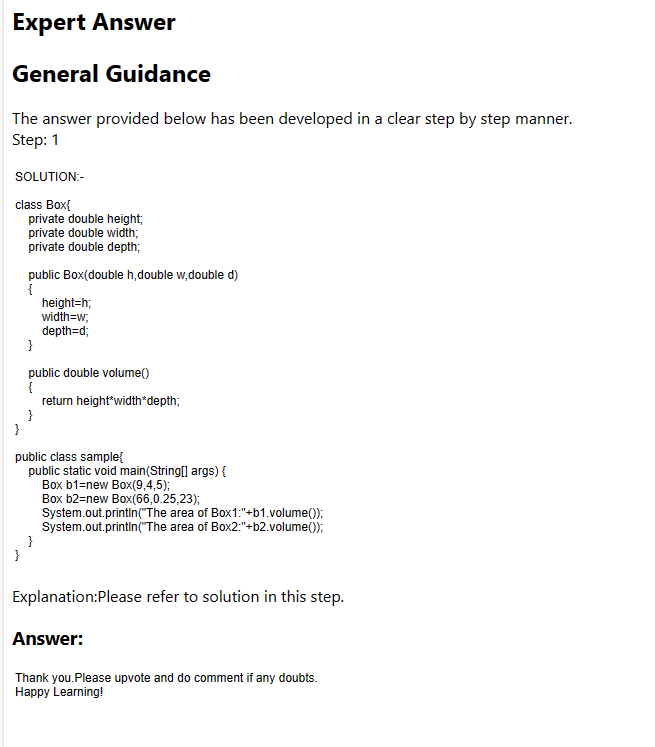 Expert Answer
General Guidance
The answer provided below has been developed in a clear step by step manner.
Step: 1
SOLUTION:-
class Box{
private double height;
private double width;
private double depth;
public Box(double h,double w,double d)
{
height=h;
width=w;
depth=d;
}
public double volume()
{
return height*width*depth;
}
}
public class sample{
public static void main(String[] args) {
Box b1=new Box(9,4,5);
Box b2=new Box(66,0.25,23);
System.out.println("The area of Box1:"+b1.volume());
System.out.println("The area of Box2:"+b2.volume());
}
}
Explanation:Please refer to solution in this step.
Answer:
Thank you.Please upvote and do comment if any doubts.
Happy Learning!